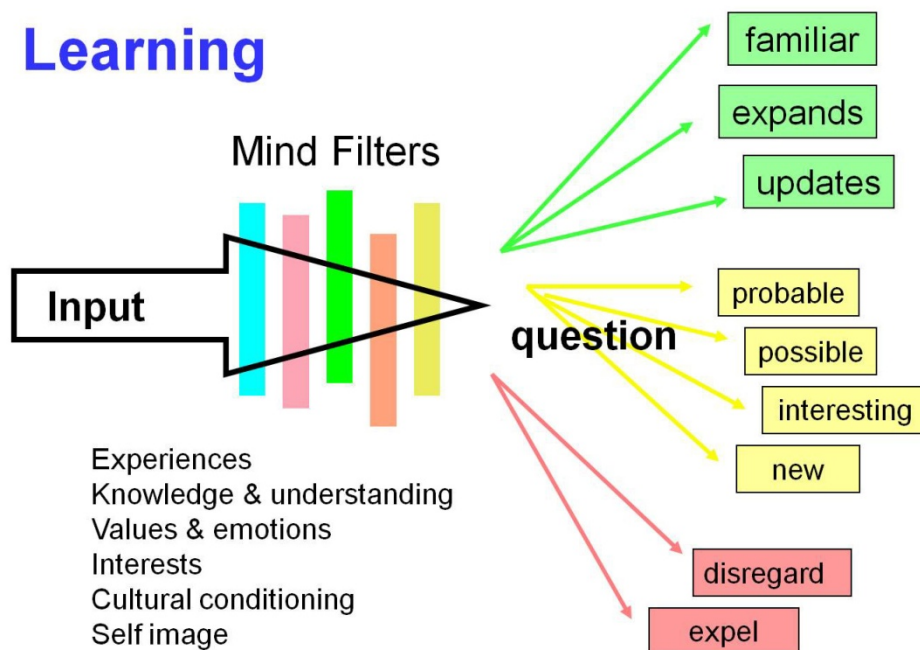 Learning
Mind Filters
Input
Experiences
Knowledge & understanding
Values & emotions
Interests
Cultural conditioning
Self image
question
familiar
expands
updates
probable
possible
interesting
new
disregard
expel